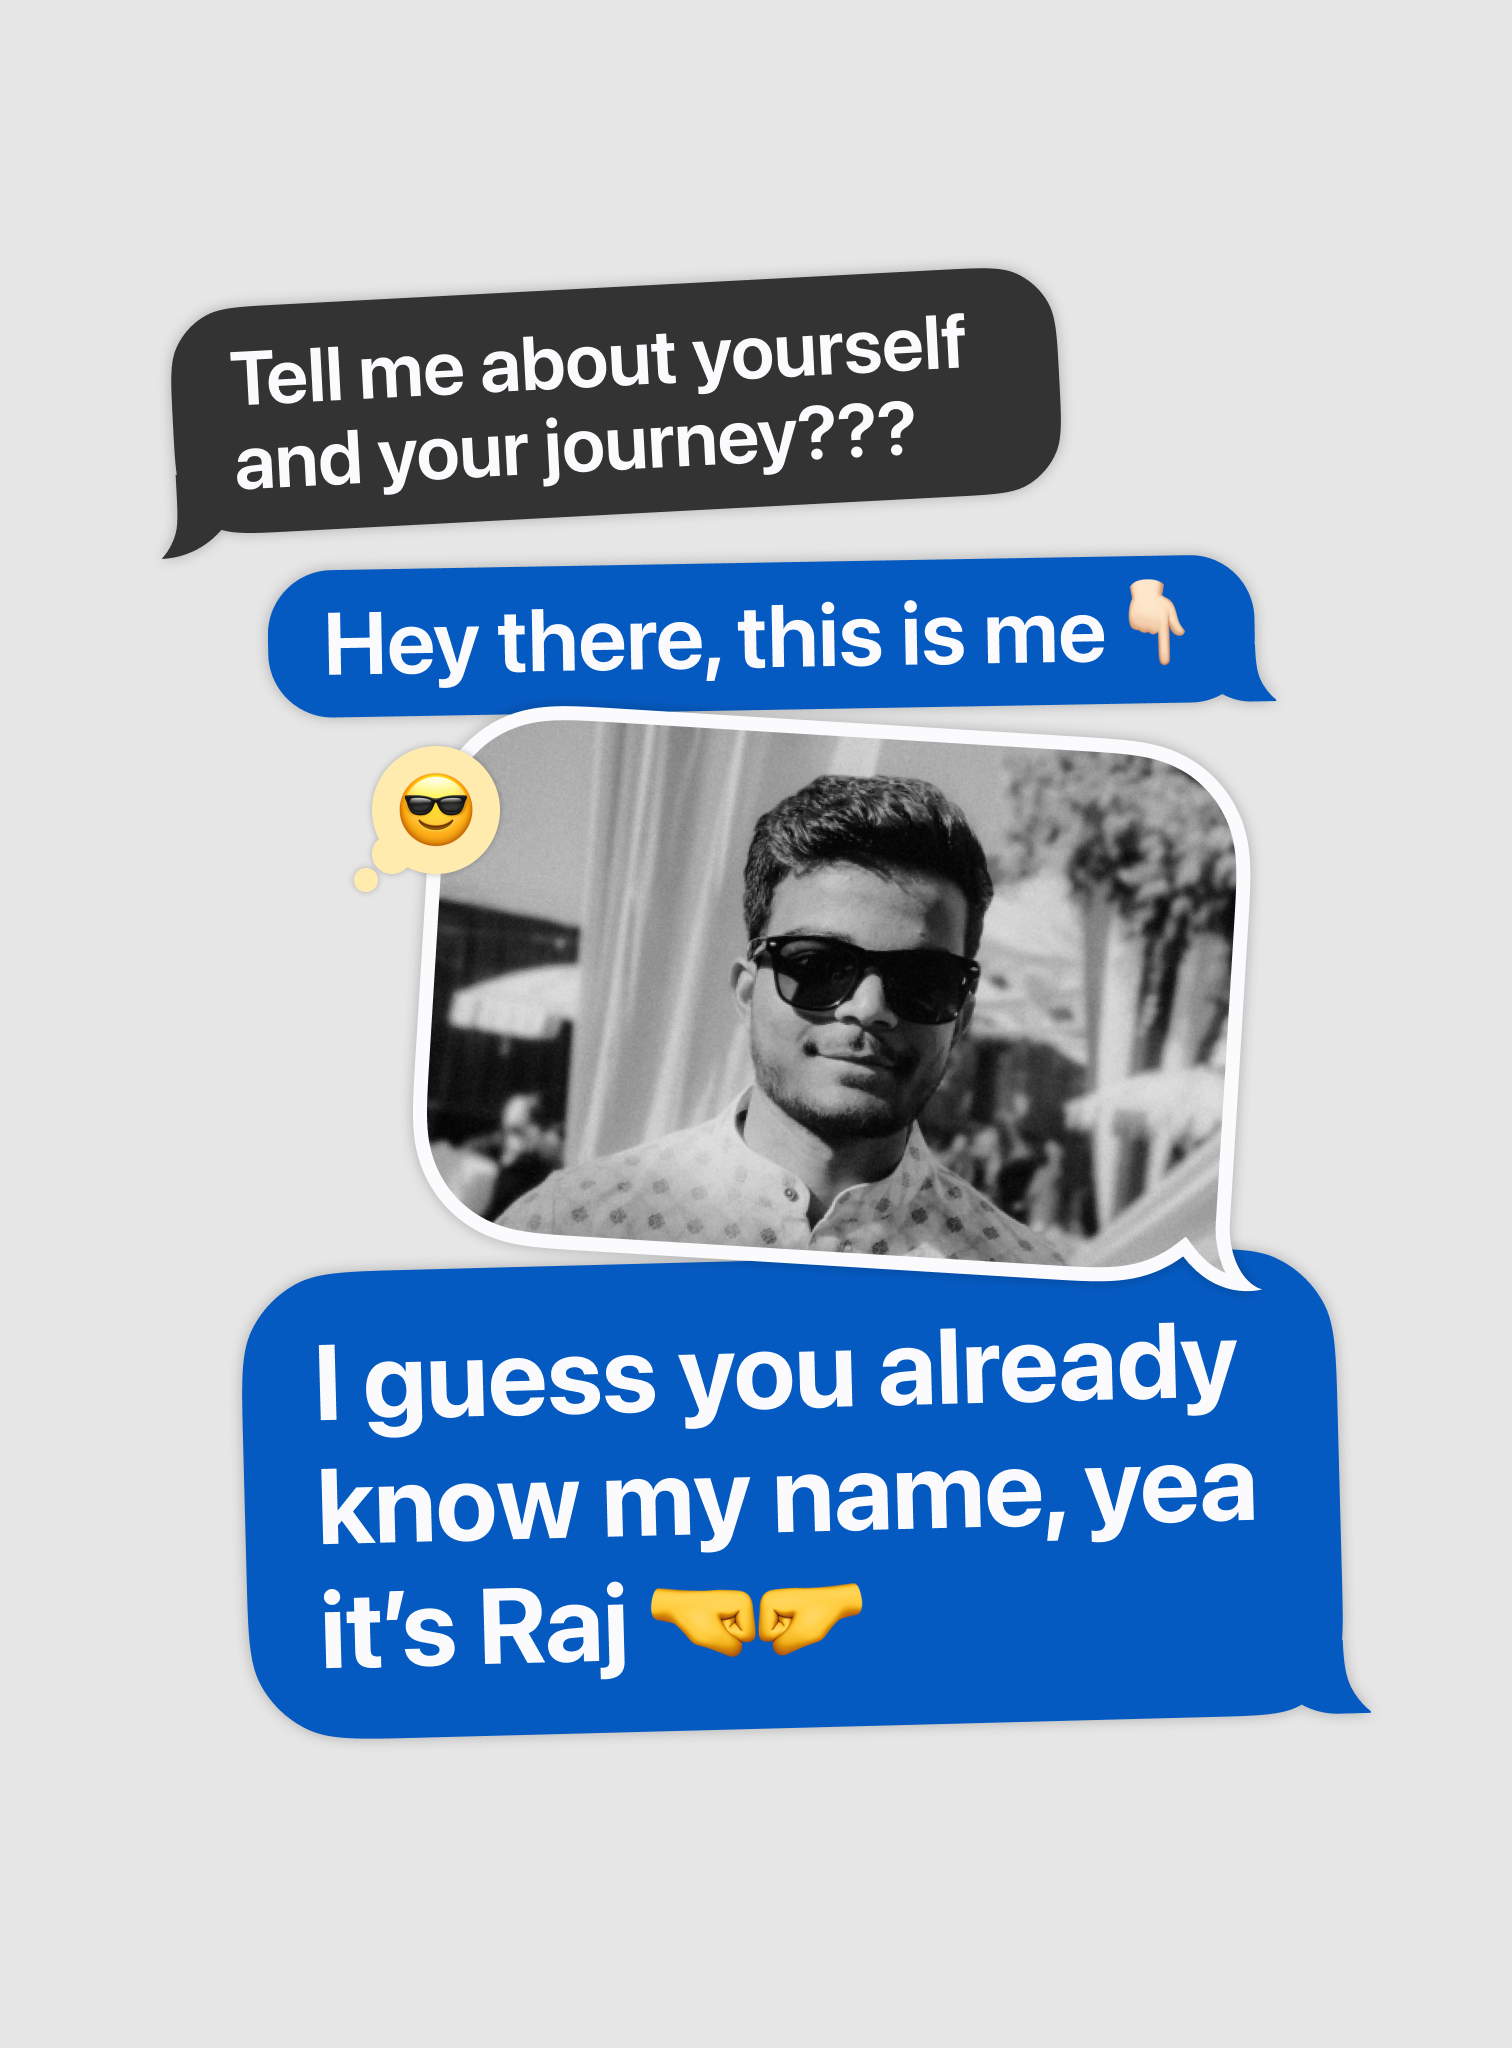 Tell me about yourself
and your journey???
Hey there, this is me 👇🏻
I guess you already
know my name, yea
it’s Raj 🤜🤛